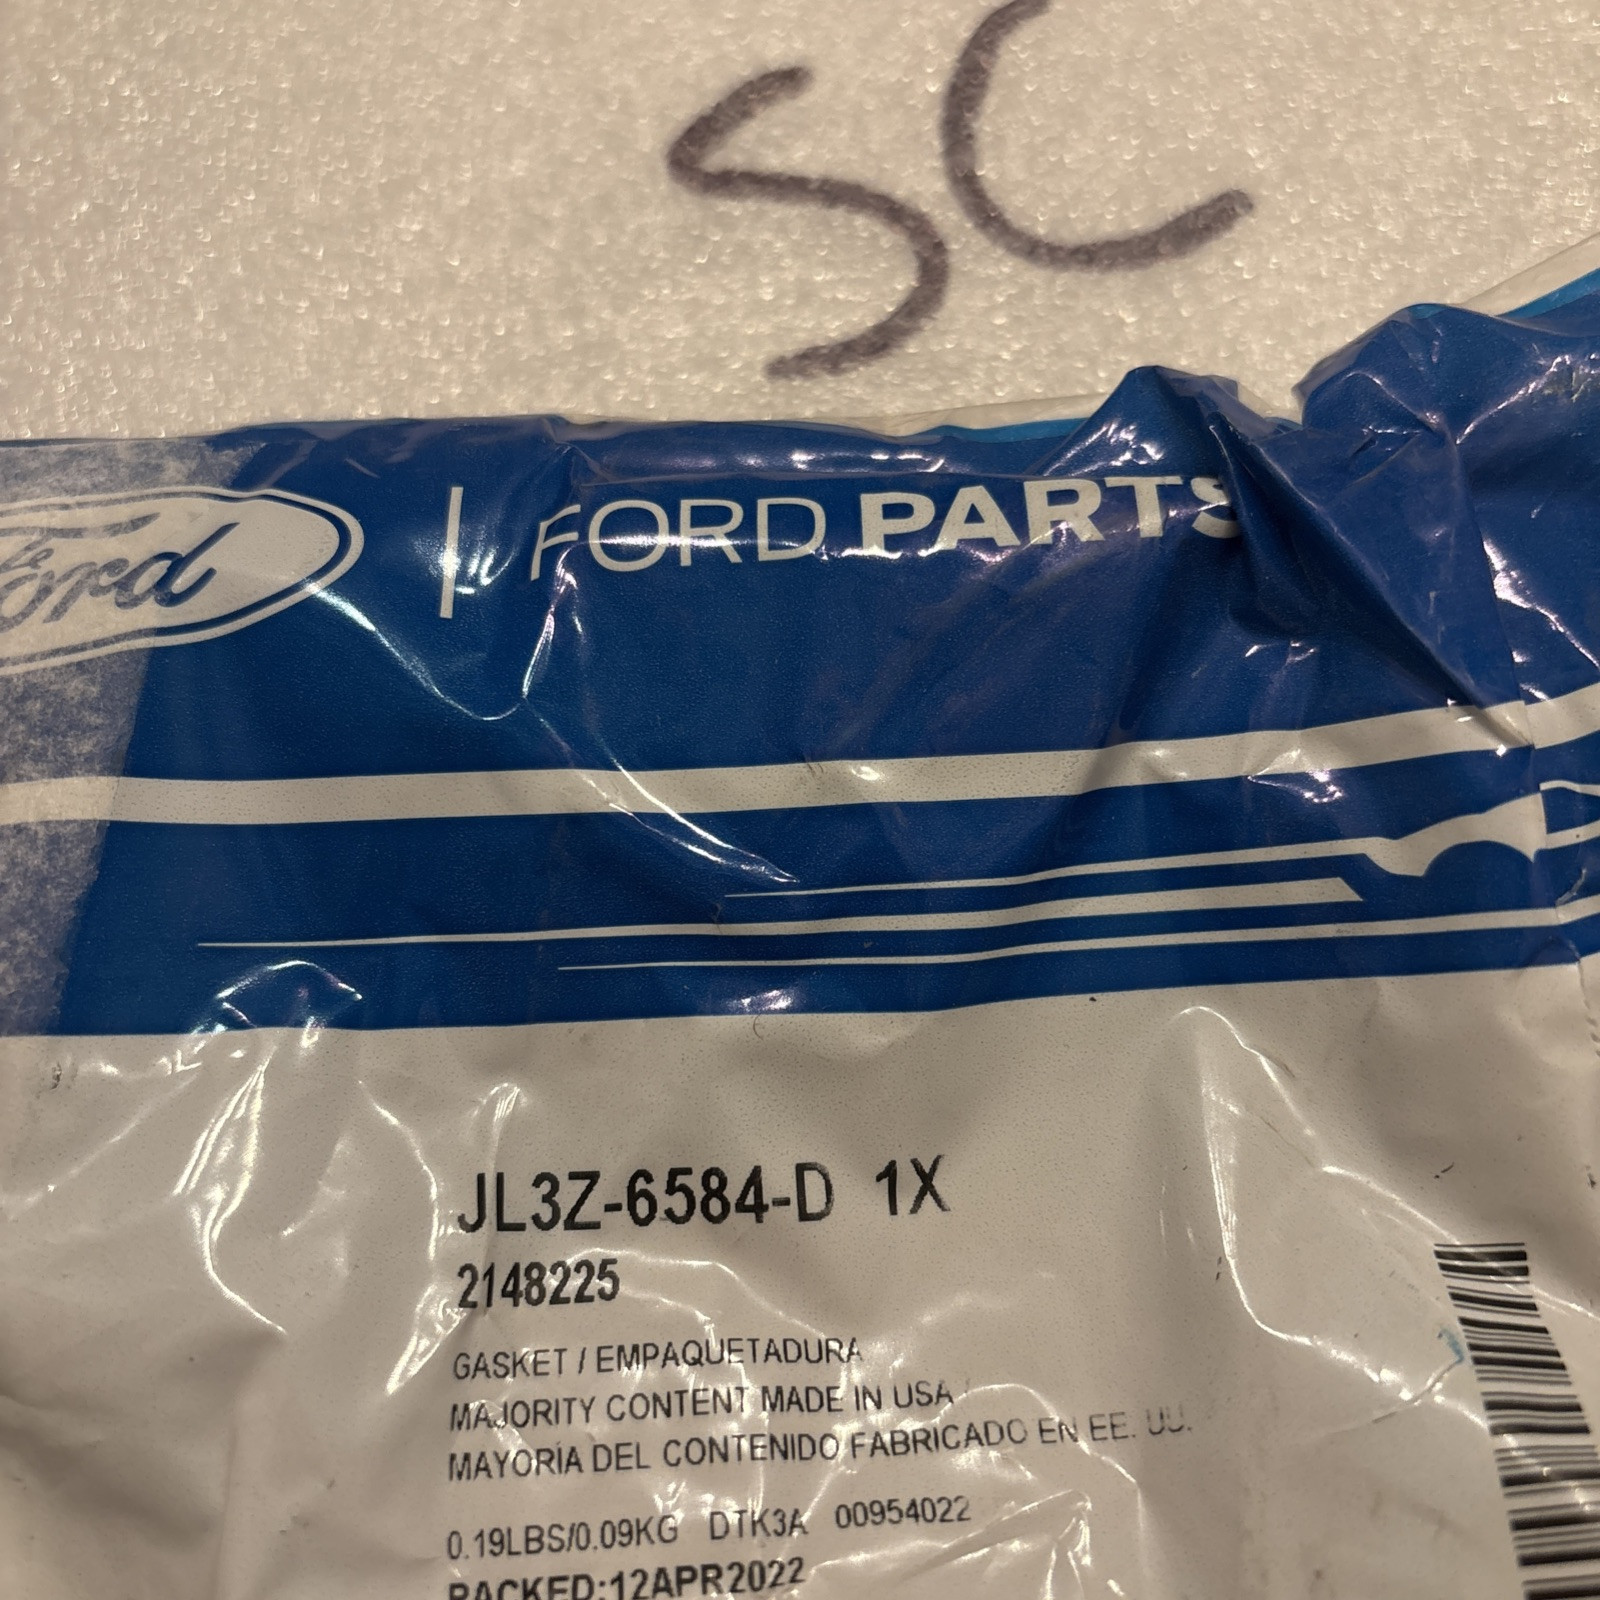 SC
Ford
FORD PARTS
JL3Z-6584-D 1X
2148225
GASKET / EMPAQUETADURA
MAJORITY CONTENT MADE IN USA
MAYORÍA DEL CONTENIDO FABRICADO EN EE. UU.
0.19LBS/0.09KG DTK3A 00954022
PACKED:12APR2022